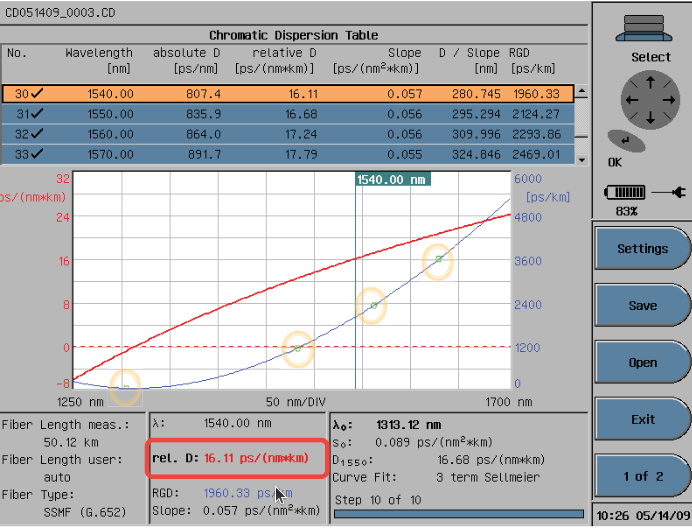 CD051409_0003.CD
Chromatic Dispersion Table
No. Wavelength absolute D relative D Slope D / Slope RGD
[nm] [ps/nm] [ps/(nm*km)] [ps/(nm²*km)] [nm] [ps/km]
30✓ 1540.00 807.4 16.11 0.057 280.745 1960.33
31✓ 1550.00 835.9 16.68 0.056 295.294 2124.27
32✓ 1560.00 864.0 17.24 0.056 309.996 2293.86
33✓ 1570.00 891.7 17.79 0.055 324.846 2469.01
32 1540.00 nm 6000
ps/(nm*km) [ps/km]
24 4800
16 3600
8 2400
0 1200
-8 0
1250 nm 50 nm/DIV 1700 nm
Fiber Length meas.:
50.12 km
Fiber Length user:
auto
Fiber Type:
SSMF (G.652)
λ: 1540.00 nm
rel. D: 16.11 ps/(nm*km)
RGD: 1960.33
Slope: 0.057 ps/(nm²*km)
λ₀: 1313.12 nm
S₀: 0.089 ps/(nm²*km)
D₁₅₅₀: 16.68 ps/(nm*km)
Curve Fit: 3 term Sellmeier
Step 10 of 10
Select
OK
83%
Settings
Save
Open
Exit
1 of 2
10:26 05/14/09